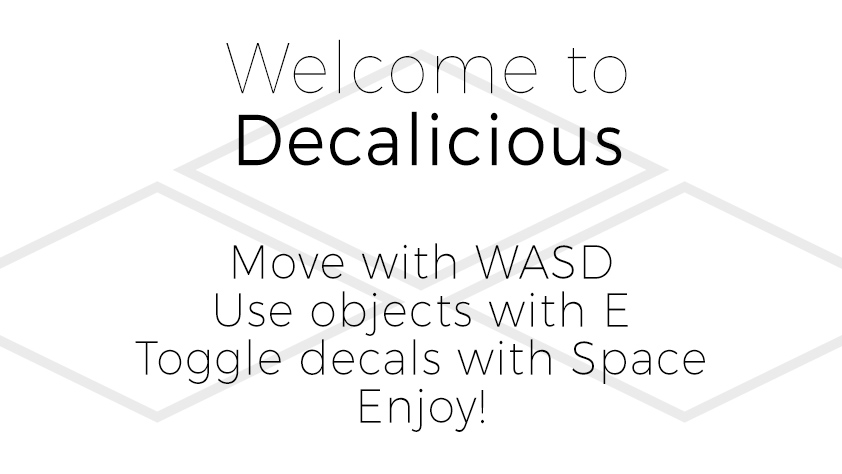 Welcome to
Decalicious
Move with WASD
Use objects with E
Toggle decals with Space
Enjoy!